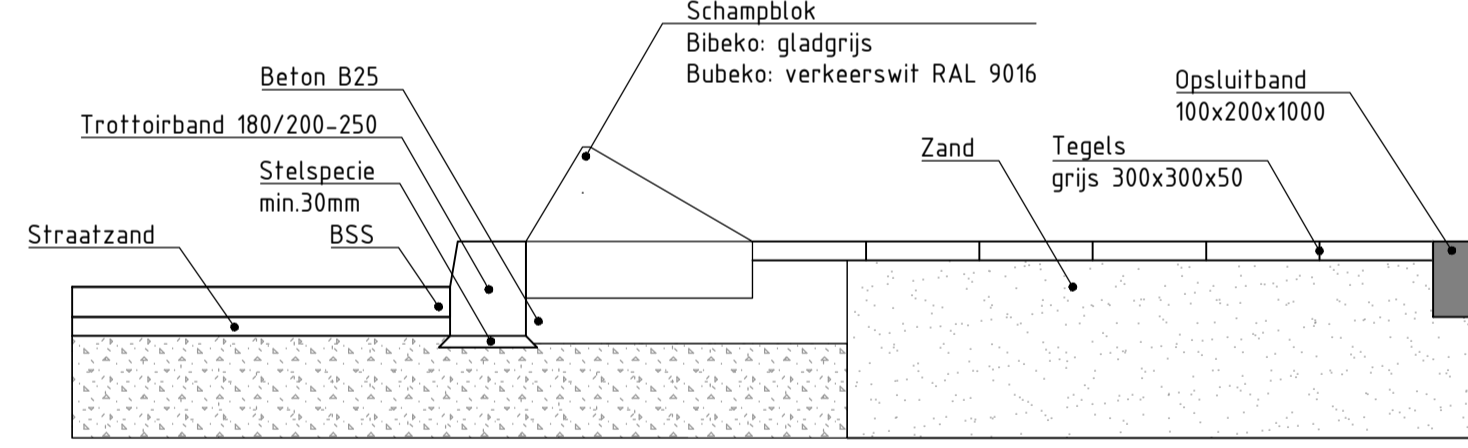 Schampblok
Bibeko: gladgrijs
Bubeko: verkeerswit RAL 9016
Beton B25
Opsluitband
100x200x1000
Trottoirband 180/200-250
Zand
Tegels
grijs 300x300x50
Stelspecie
min.30mm
Straatzand
BSS